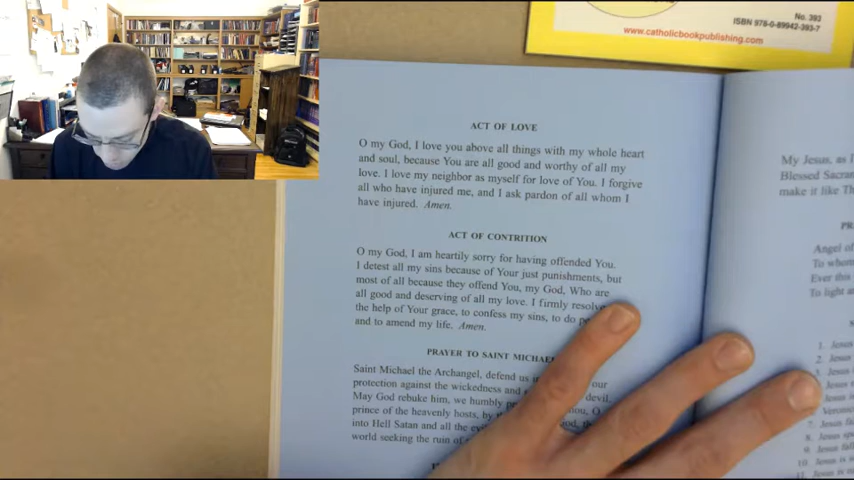 No. 393
ISBN 978-0-89942-393-7
www.catholicbookpublishing.com
ACT OF LOVE
O my God, I love you above all things with my whole heart
and soul, because You are all good and worthy of all my
love. I love my neighbor as myself for love of You. I forgive
all who have injured me, and I ask pardon of all whom I
have injured. Amen.
ACT OF CONTRITION
O my God, I am heartily sorry for having offended You.
I detest all my sins because of Your just punishments, but
most of all because they offend You, my God, Who are
all good and deserving of all my love. I firmly resolve
the help of Your grace, to confess my sins, to do
and to amend my life. Amen.
PRAYER TO SAINT MICHAEL
Saint Michael the Archangel, defend us our
protection against the wickedness and devil.
May God rebuke him, we humbly O
prince of the heavenly hosts, by
into Hell Satan and all the
world seeking the ruin of
My Jesus, as I
Blessed
make it like
Angel of
To whom
Ever this
To light
1. Jesus
2. Jesus
3. Jesus
7. Jesus
8. Jesus
9. Jesus
10. Jesus is
11. Jesus is